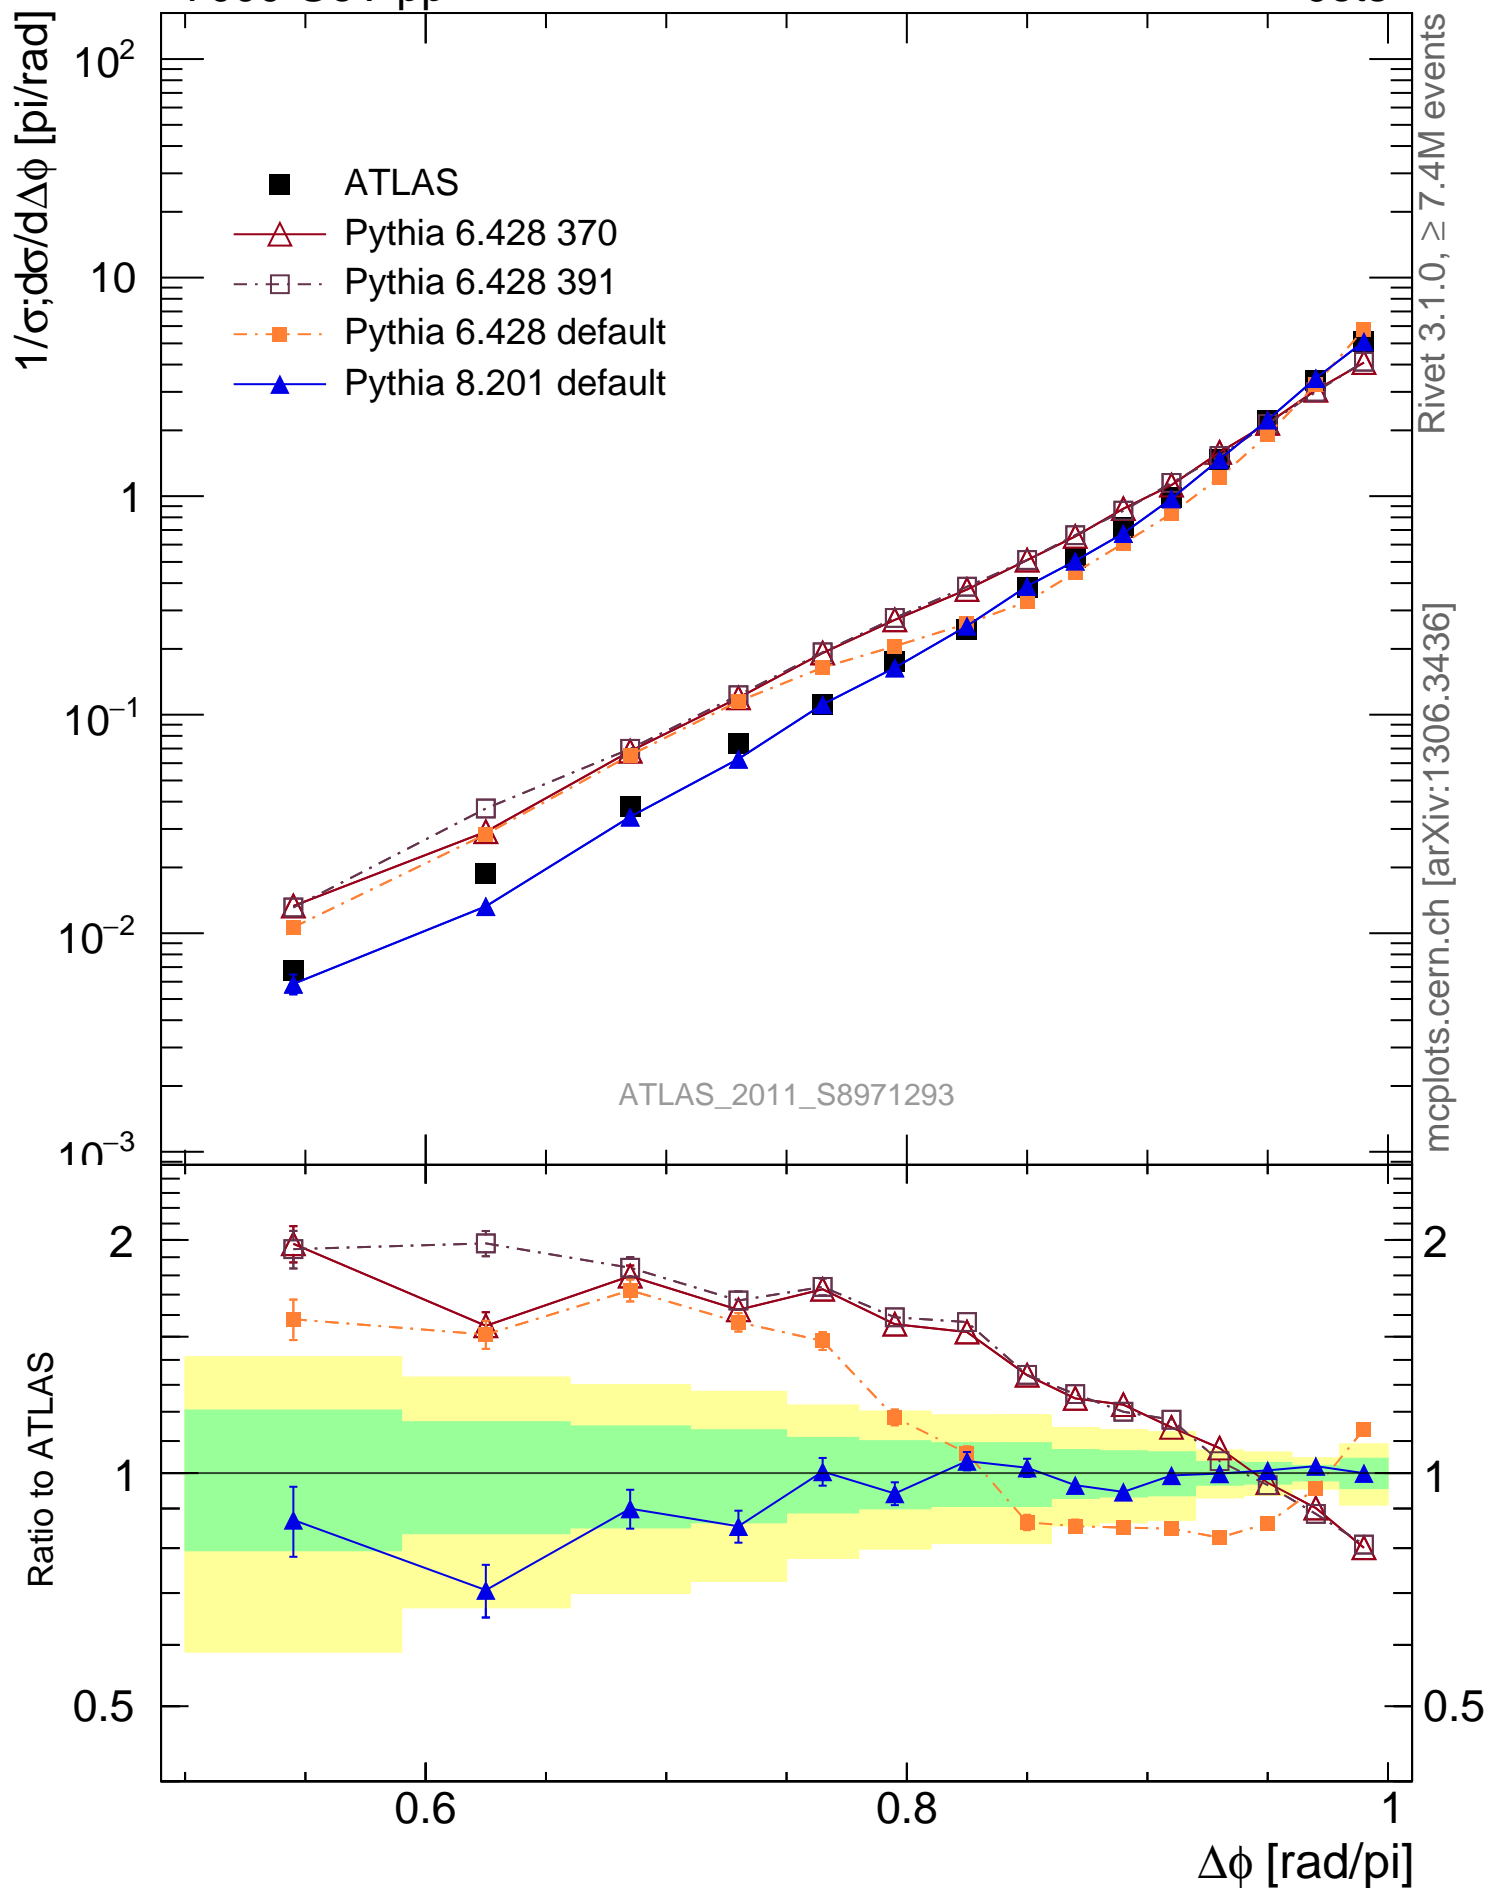 1/σ;dσ/dΔϕ [pi/rad]
10²
10
1
10⁻¹
10⁻²
10⁻³
ATLAS
Pythia 6.428 370
Pythia 6.428 391
Pythia 6.428 default
Pythia 8.201 default
ATLAS_2011_S8971293
Rivet 3.1.0, ≥ 7.4M events
mcplots.cern.ch [arXiv:1306.3436]
Ratio to ATLAS
2
1
0.5
2
1
0.5
0.6
0.8
1
Δϕ [rad/pi]